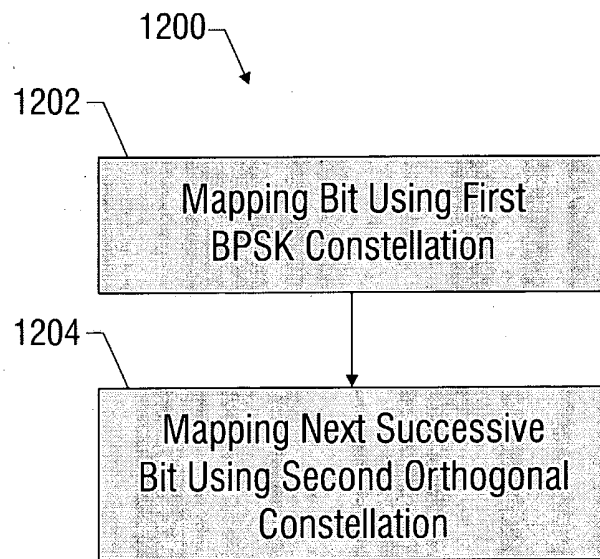 1200
1202
Mapping Bit Using First
BPSK Constellation
1204
Mapping Next Successive
Bit Using Second Orthogonal
Constellation